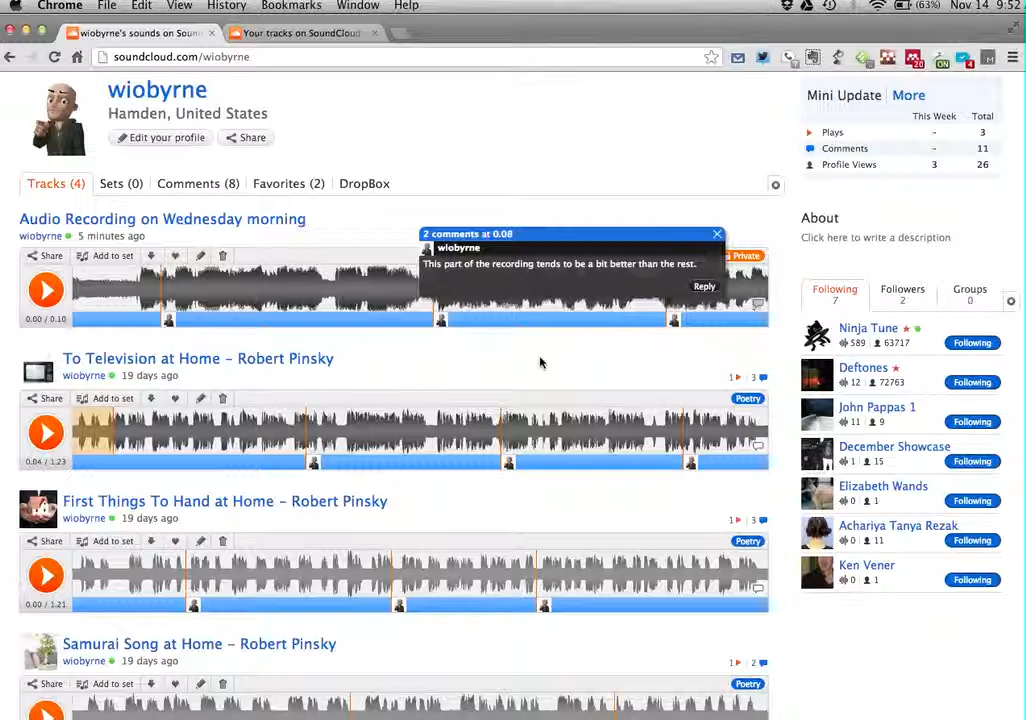 Chrome File Edit View History Bookmarks Window Help (63%) Nov 14 9:52
wiobyrne's sounds on Soun
Your tracks on SoundCloud
soundcloud.com/wiobyrne
20 ON 4
wiobyrne
Hamden, United States
Edit your profile Share
Tracks (4) Sets (0) Comments (8) Favorites (2) DropBox
Audio Recording on Wednesday morning
wiobyrne 5 minutes ago
Share Add to set Private
2 comments at 0.08
wiobyrne
This part of the recording tends to be a bit better than the rest.
Reply
0.00 / 0.10
To Television at Home – Robert Pinsky
wiobyrne 19 days ago 1 3
Share Add to set Poetry
0.04 / 1.23
First Things To Hand at Home – Robert Pinsky
wiobyrne 19 days ago 1 3
Share Add to set Poetry
0.00 / 1.21
Samurai Song at Home – Robert Pinsky
wiobyrne 19 days ago 1 2
Share Add to set Poetry
Mini Update More
This Week Total
Plays - 3
Comments - 11
Profile Views 3 26
About
Click here to write a description
Following 7
Followers 2
Groups 0
Ninja Tune
589 63717 Following
Deftones
12 72763 Following
John Pappas 1
11 9 Following
December Showcase
1 15 Following
Elizabeth Wands
0 1 Following
Achariya Tanya Rezak
0 11 Following
Ken Vener
0 1 Following